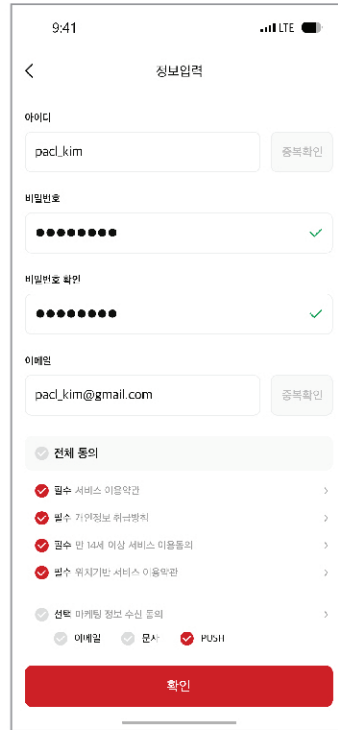 9:41 LTE
정보입력
아이디
pacl_kim 중복확인
비밀번호
●●●●●●●●
비밀번호 확인
●●●●●●●●
이메일
pacl_kim@gmail.com 중복확인
전체 동의
필수 서비스 이용약관
필수 개인정보 취급방침
필수 만 14세 이상 서비스 이용동의
필수 위치기반 서비스 이용약관
선택 마케팅 정보 수신 동의
이메일 문자 PUSH
확인